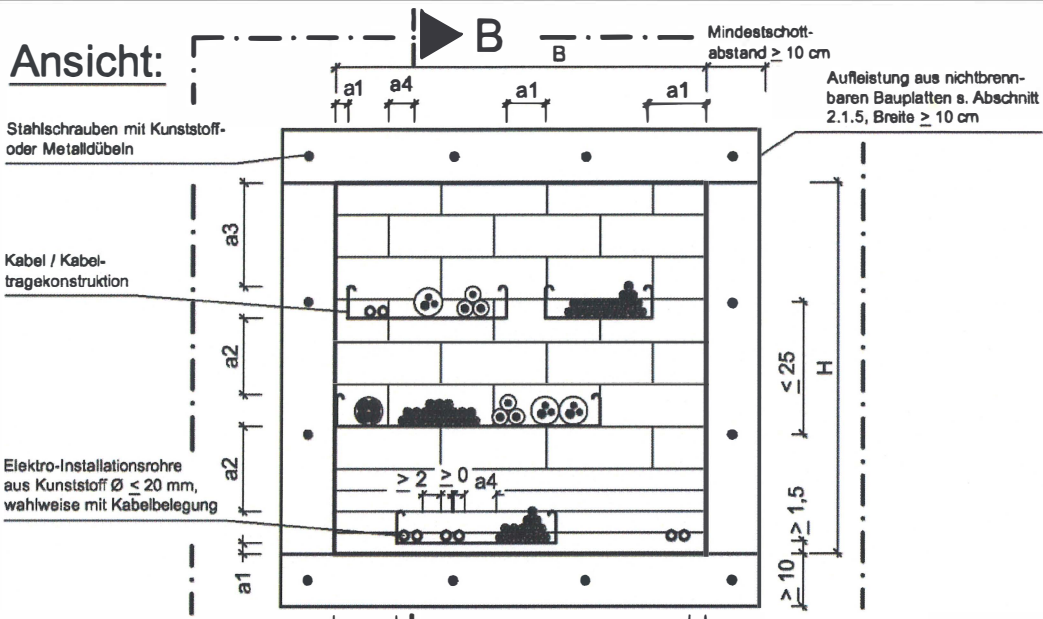 Ansicht:
B
B
Mindestschott-
abstand ≥ 10 cm
Aufleistung aus nichtbrenn-
baren Bauplatten s. Abschnitt
2.1.5, Breite ≥ 10 cm
a1
a4
a1
a1
Stahlschrauben mit Kunststoff-
oder Metalldübeln
a3
Kabel / Kabel-
tragekonstruktion
a2
≤ 25
H
a2
Elektro-Installationsrohre
aus Kunststoff Ø ≤ 20 mm,
wahlweise mit Kabelbelegung
≥ 2
≥ 0
a4
≥ 1,5
a1
≥ 10